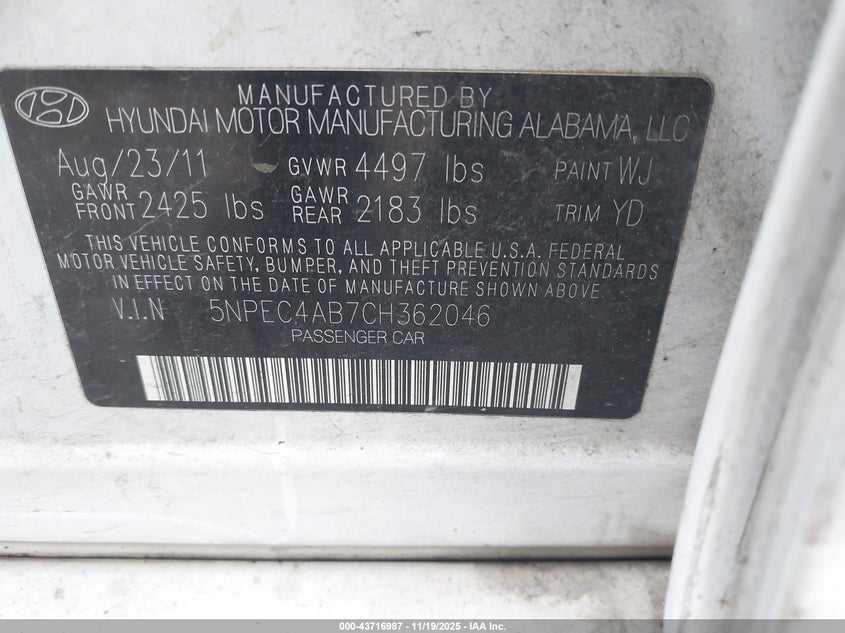 MANUFACTURED BY
HYUNDAI MOTOR MANUFACTURING ALABAMA, LLC
Aug/23/11 GVWR 4497 lbs PAINT WJ
GAWR FRONT 2425 lbs GAWR REAR 2183 lbs TRIM YD
THIS VEHICLE CONFORMS TO ALL APPLICABLE U.S.A. FEDERAL
MOTOR VEHICLE SAFETY, BUMPER, AND THEFT PREVENTION STANDARDS
IN EFFECT ON THE DATE OF MANUFACTURE SHOWN ABOVE.
V.I.N 5NPEC4AB7CH362046
PASSENGER CAR
000-43716987 - 11/19/2025 - IAA Inc.